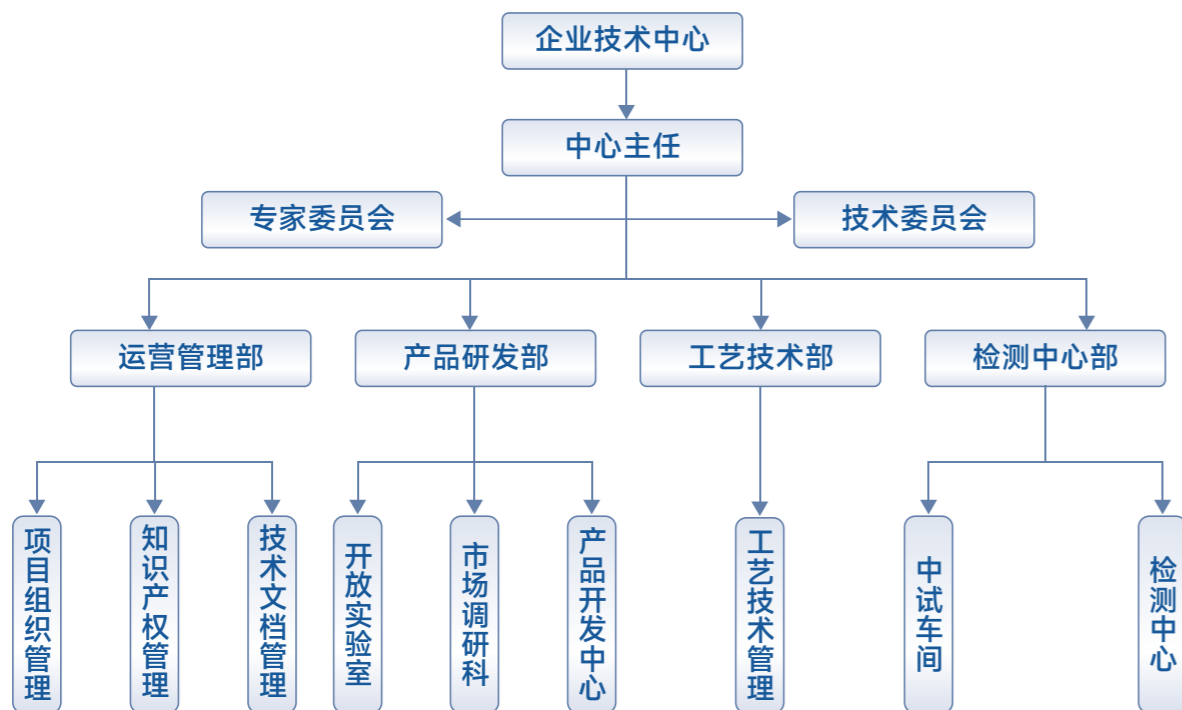 企业技术中心
中心主任
专家委员会
技术委员会
运营管理部
产品研发部
工艺技术部
检测中心部
项目组织管理
知识产权管理
技术文档管理
开放实验室
市场调研科
产品开发中心
工艺技术管理
中试车间
检测中心